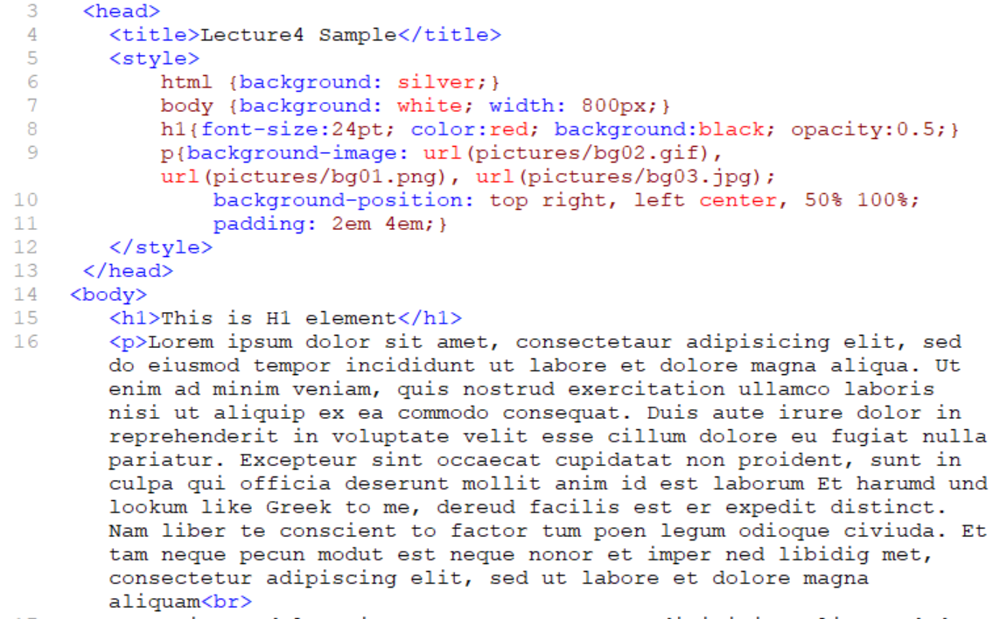 3 <head>
4 <title>Lecture4 Sample</title>
5 <style>
6 html {background: silver;}
7 body {background: white; width: 800px;}
8 h1{font-size:24pt; color:red; background:black; opacity:0.5;}
9 p{background-image: url(pictures/bg02.gif),
url(pictures/bg01.png), url(pictures/bg03.jpg);
10 background-position: top right, left center, 50% 100%;
11 padding: 2em 4em;}
12 </style>
13 </head>
14 <body>
15 <h1>This is H1 element</h1>
16 <p>Lorem ipsum dolor sit amet, consectetaur adipisicing elit, sed
do eiusmod tempor incididunt ut labore et dolore magna aliqua. Ut
enim ad minim veniam, quis nostrud exercitation ullamco laboris
nisi ut aliquip ex ea commodo consequat. Duis aute irure dolor in
reprehenderit in voluptate velit esse cillum dolore eu fugiat nulla
pariatur. Excepteur sint occaecat cupidatat non proident, sunt in
culpa qui officia deserunt mollit anim id est laborum Et harumd und
lookum like Greek to me, dereud facilis est er expedit distinct.
Nam liber te conscient to factor tum poen legum odioque civiuda. Et
tam neque pecun modut est neque nonor et imper ned libidig met,
consectetur adipiscing elit, sed ut labore et dolore magna
aliquam<br>